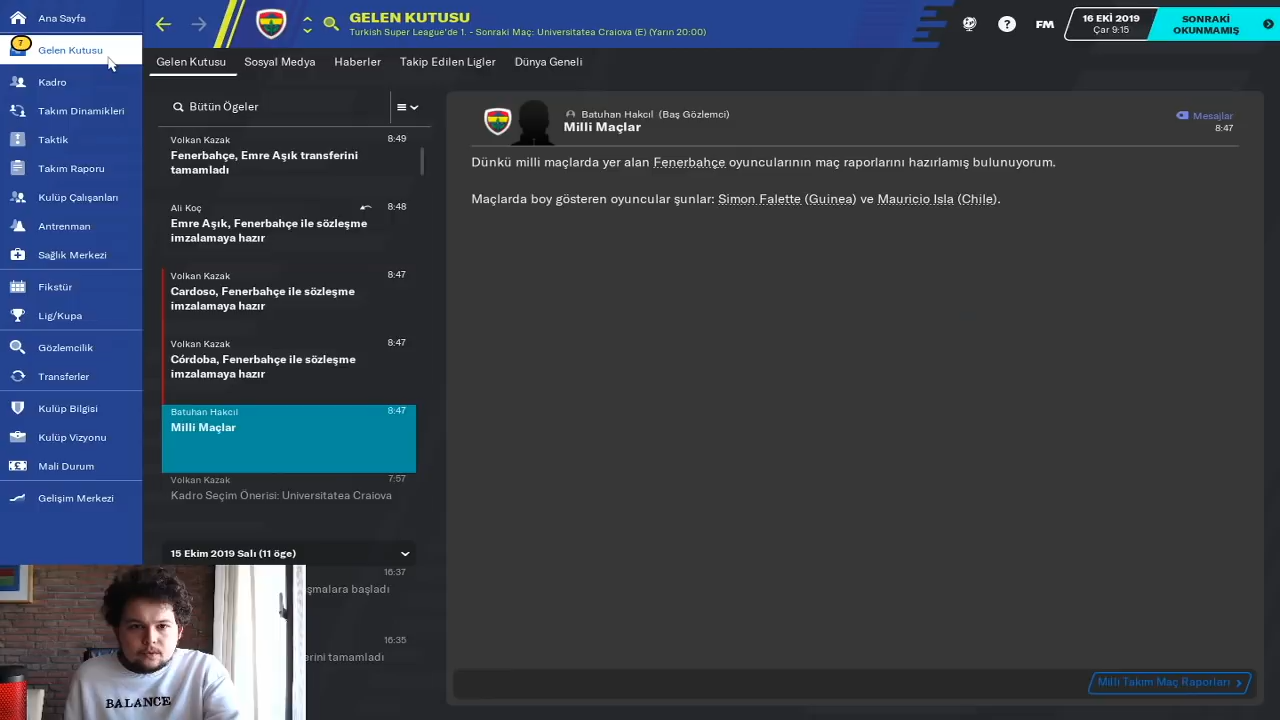 Ana Sayfa
7
Gelen Kutusu
Kadro
Takım Dinamikleri
Taktik
Takım Raporu
Kulüp Çalışanları
Antrenman
Sağlık Merkezi
Fikstür
Lig/Kupa
Gözlemcilik
Transferler
Kulüp Bilgisi
Kulüp Vizyonu
Mali Durum
Gelişim Merkezi
GELEN KUTUSU
Turkish Super League'de 1. - Sonraki Maç: Universitatea Craiova (E) (Yarın 20:00)
?
FM
16 EKİ 2019
Çar 9:15
SONRAKİ
OKUNMAMIŞ
Gelen Kutusu
Sosyal Medya
Haberler
Takip Edilen Ligler
Dünya Geneli
Bütün Ögeler
Volkan Kazak 8:49
Fenerbahçe, Emre Aşık transferini
tamamladı
Ali Koç 8:48
Emre Aşık, Fenerbahçe ile sözleşme
imzalamaya hazır
Volkan Kazak 8:47
Cardoso, Fenerbahçe ile sözleşme
imzalamaya hazır
Volkan Kazak 8:47
Córdoba, Fenerbahçe ile sözleşme
imzalamaya hazır
Batuhan Hakcıl 8:47
Milli Maçlar
Volkan Kazak 7:57
Kadro Seçim Önerisi: Universitatea Craiova
15 Ekim 2019 Salı (11 öge)
16:37
şmalara başladı
16:35
erini tamamladı
Batuhan Hakcıl (Baş Gözlemci)
Milli Maçlar
Mesajlar
8:47
Dünkü milli maçlarda yer alan Fenerbahçe oyuncularının maç raporlarını hazırlamış bulunuyorum.
Maçlarda boy gösteren oyuncular şunlar: Simon Falette (Guinea) ve Mauricio Isla (Chile).
Milli Takım Maç Raporları
BALANCE